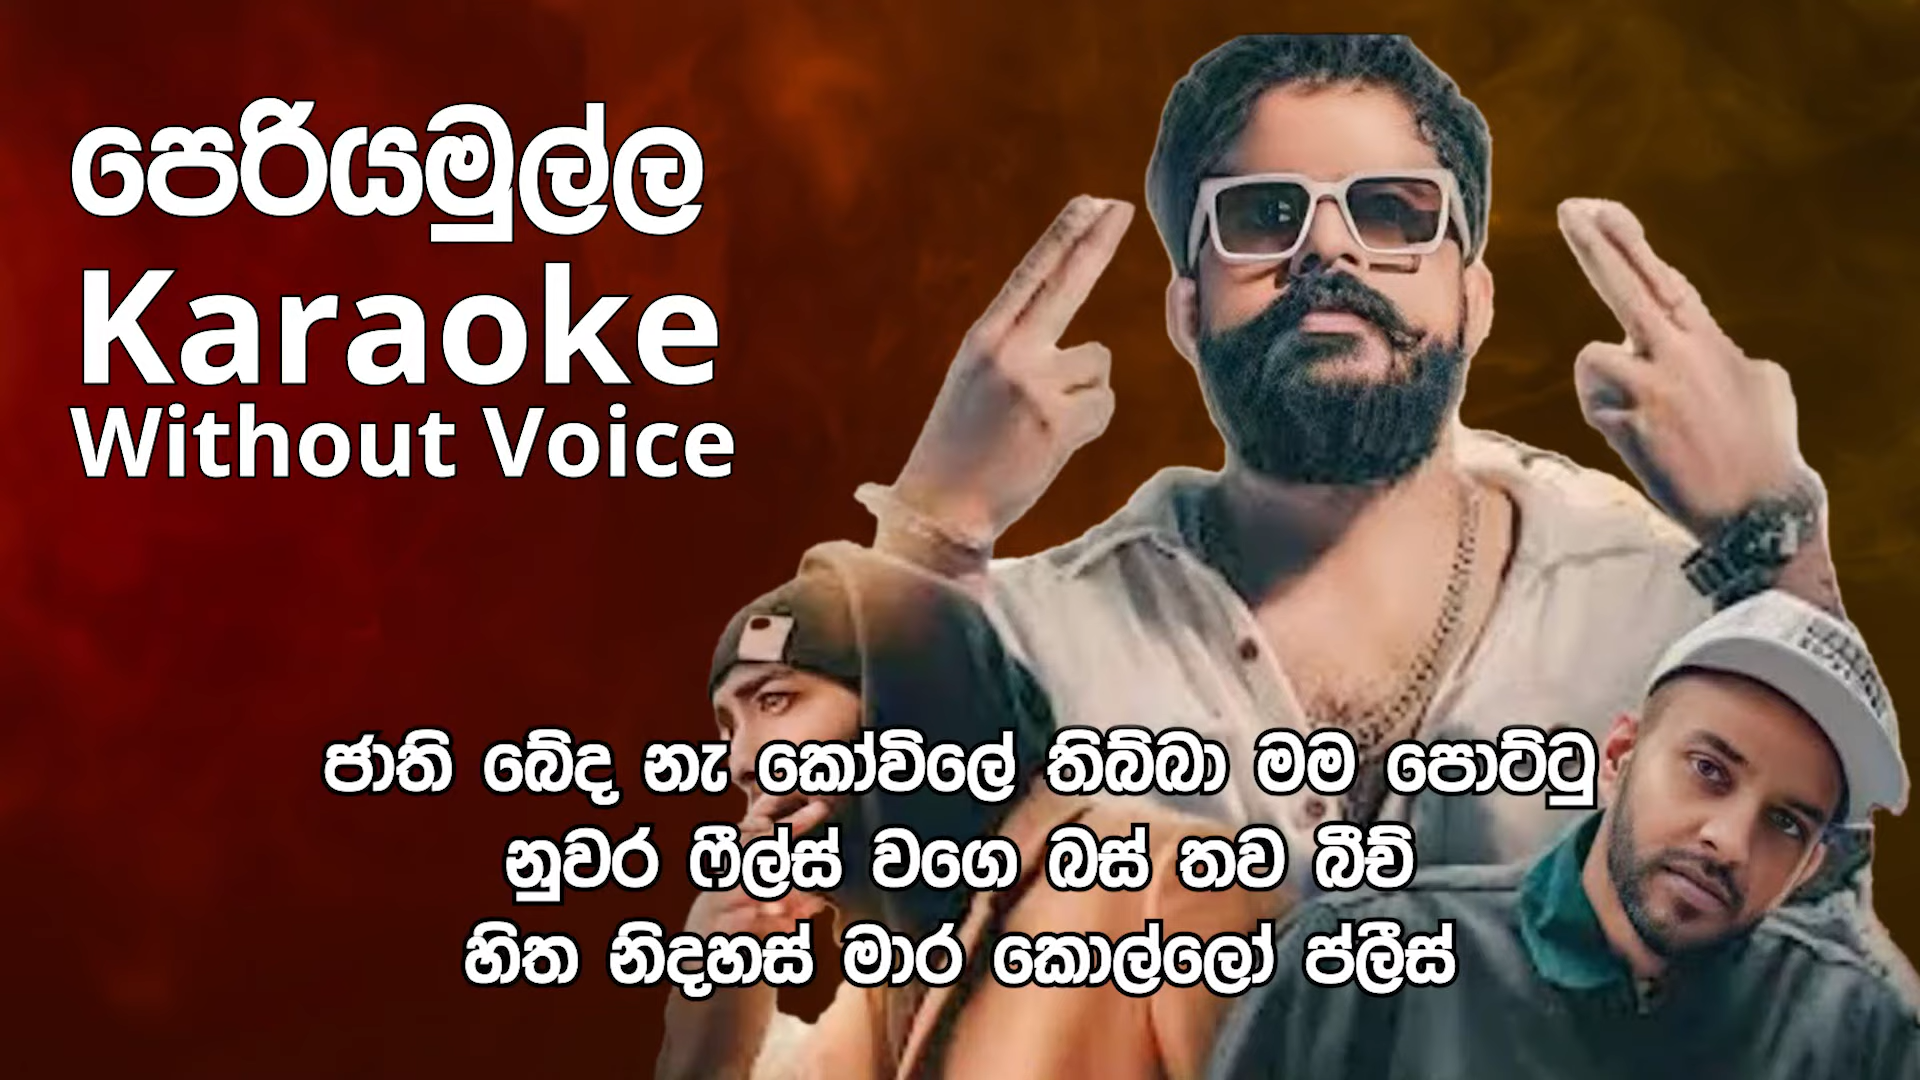 පෙරියමුල්ල
Karaoke
Without Voice
ජාති බේද නැ කෝවිලේ තිබ්බා මම පොට්ටු
නුවර ෆීල්ස් වගෙ බස් තව බීච්
හිත නිදහස් මාර කොල්ලෝ ප්ලීස්